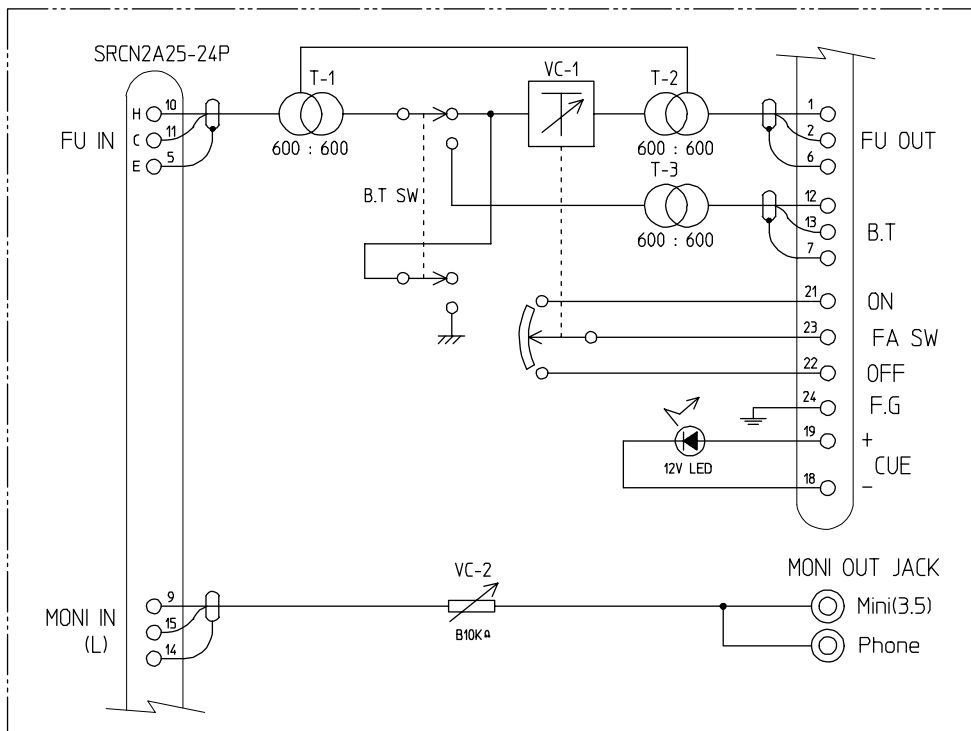 SRCN2A25-24P
FU IN
H 10
C 11
E 5
T-1
600 : 600
B.T SW
VC-1
T-2
600 : 600
T-3
600 : 600
1
2
6
FU OUT
12
13
7
B.T
21 ON
23 FA SW
22 OFF
24 F.G
19 +
CUE
18 -
12V LED
MONI IN
(L)
9
15
14
VC-2
B10KΩ
MONI OUT JACK
Mini(3.5)
Phone